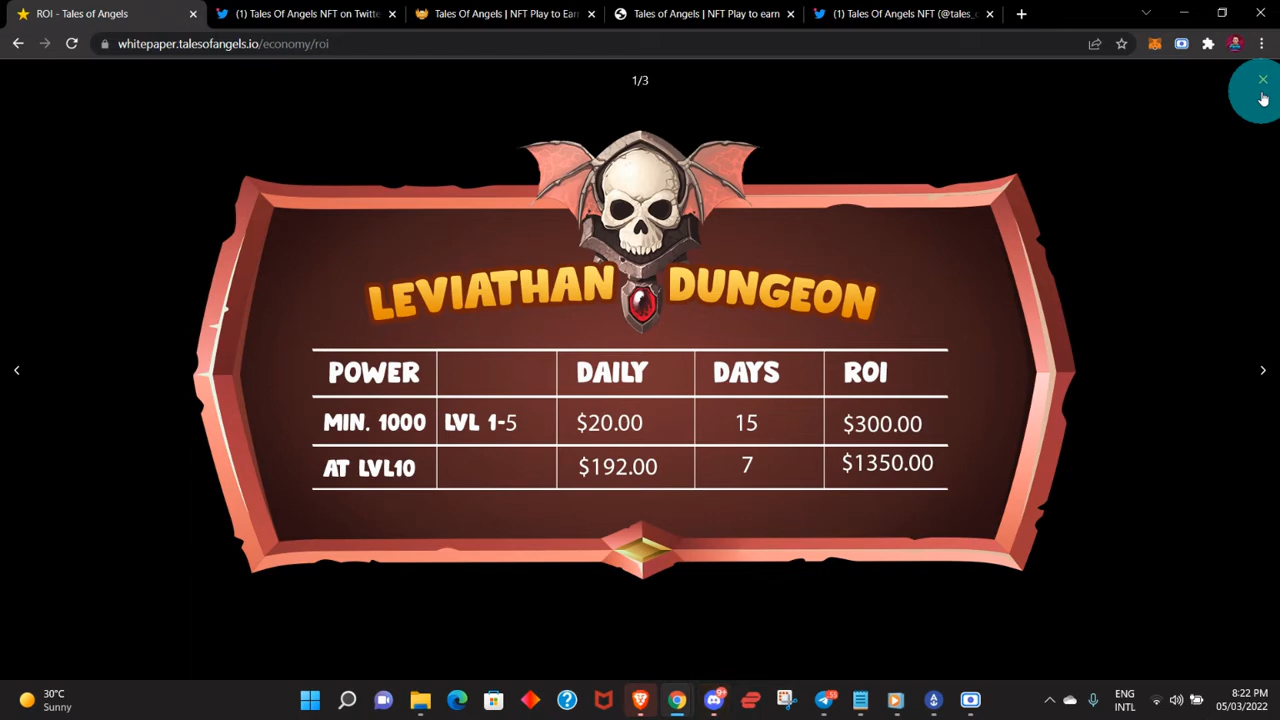 ROI - Tales of Angels
(1) Tales Of Angels NFT on Twitte
Tales Of Angels | NFT Play to Earn
Tales of Angels | NFT Play to earn
(1) Tales Of Angels NFT (@tales_
whitepaper.talesofangels.io/economy/roi
1/3
LEVIATHAN DUNGEON
POWER DAILY DAYS ROI
MIN. 1000 LVL 1-5 $20.00 15 $300.00
AT LVL10 $192.00 7 $1350.00
30°C
Sunny
9+
ENG
INTL
8:22 PM
05/03/2022